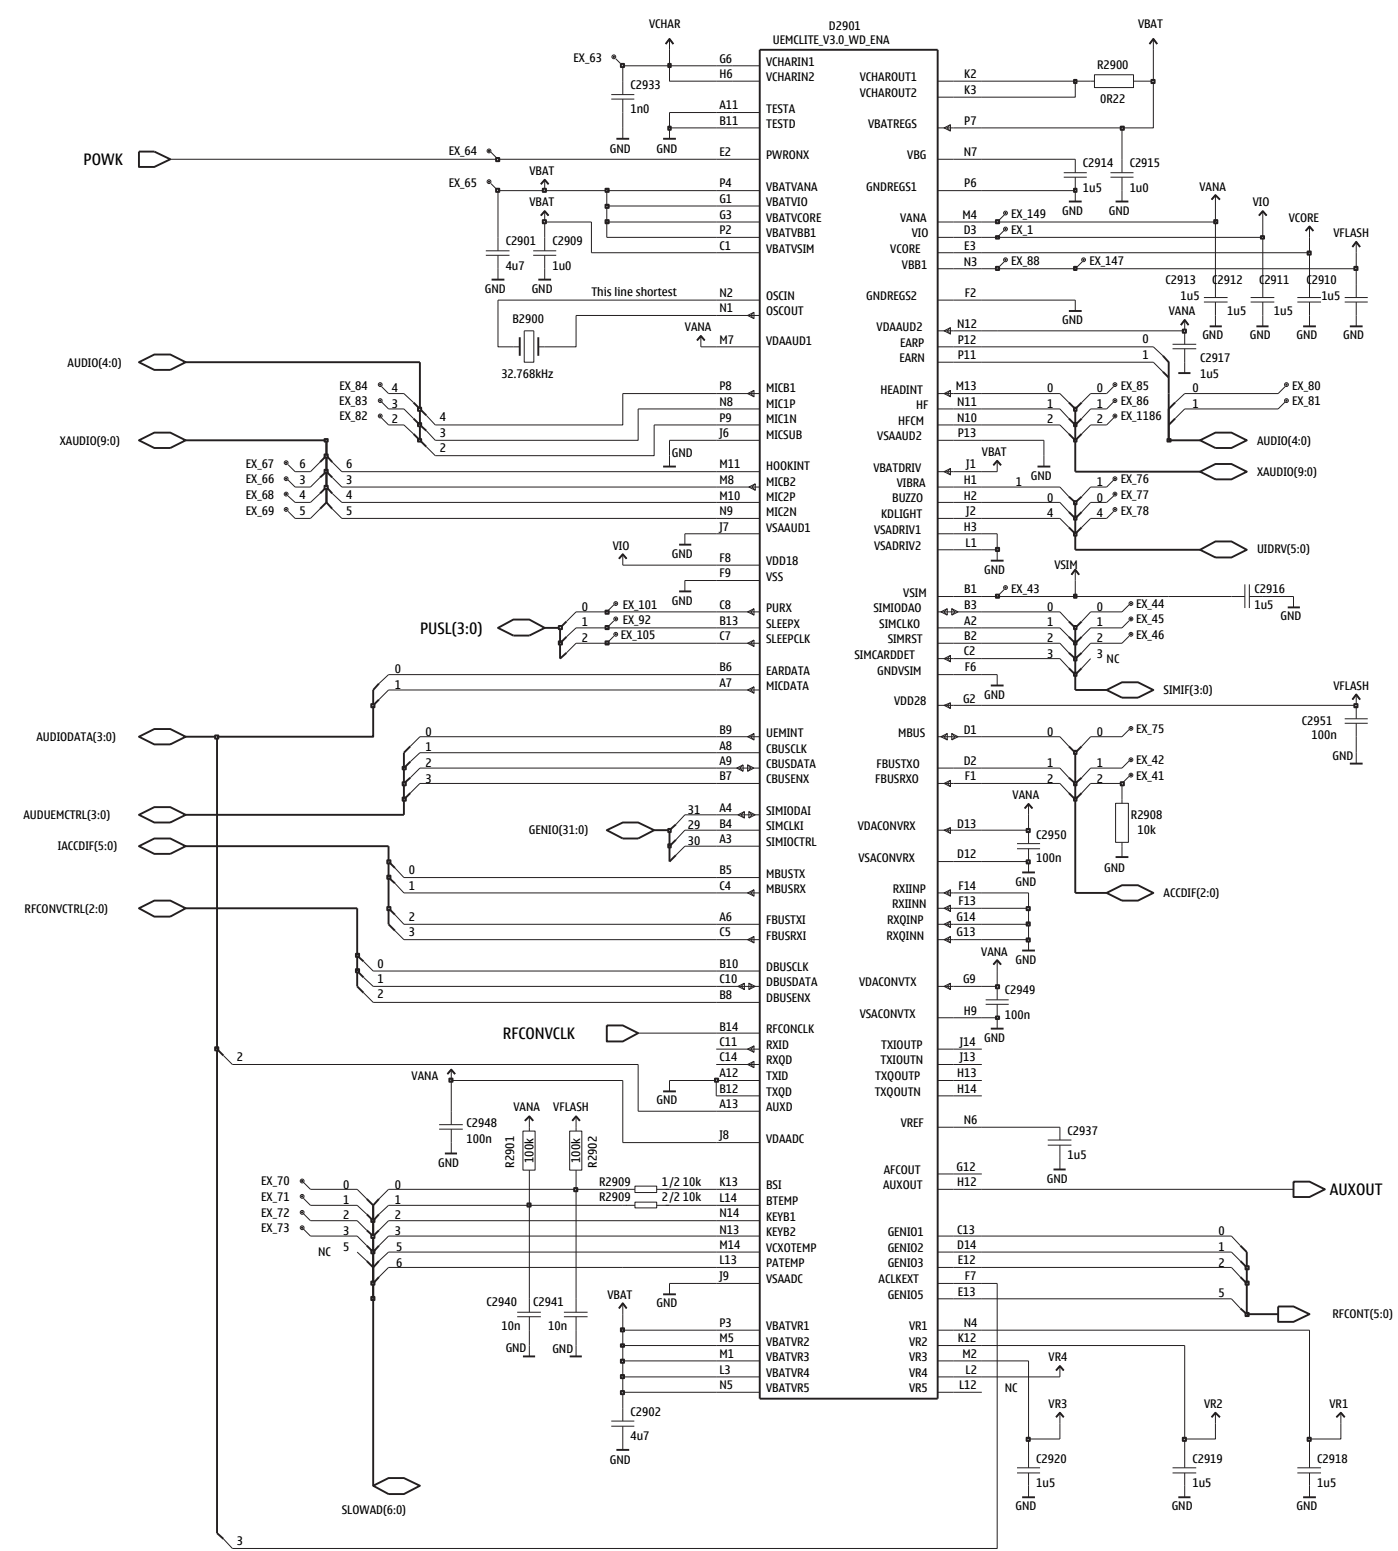 D2901
UEMCLITE_V3.0_WD_ENA
VCHAR
VBAT
EX_63
G6
VCHARIN1
H6
VCHARIN2
VCHAROUT1
K2
VCHAROUT2
K3
R2900
0R22
C2933
1n0
GND
GND
A11
TESTA
B11
TESTD
VBATREGS
P7
POWK
EX_64
E2
PWRONX
VBG
N7
C2914
1u5
C2915
1u0
GND
GND
EX_65
VBAT
VBAT
P4
VBATVANA
G1
VBATVIO
G3
VBATVCORE
P2
VBATVBB1
C1
VBATVSIM
GNDREGS1
P6
VANA
M4
EX_149
VIO
D3
EX_1
VCORE
E3
VBB1
N3
EX_88
EX_147
VANA
VIO
VCORE
VFLASH
C2901
4u7
GND
C2909
1u0
GND
C2913
1u5
C2912
1u5
C2911
1u5
C2910
1u5
GND
GND
GND
GND
This line shortest
N2
OSCIN
N1
OSCOUT
B2900
32.768kHz
GNDREGS2
F2
GND
VANA
M7
VDAAUD1
VDAAUD2
N12
VANA
C2917
1u5
GND
EARP
P12
0
EARN
P11
1
AUDIO(4:0)
EX_84
4
EX_83
3
EX_82
2
4
3
2
P8
MICB1
N8
MIC1P
P9
MIC1N
J6
MICSUB
GND
HEADINT
M13
0
0
EX_85
HF
N11
1
1
EX_86
HFCM
N10
2
2
EX_1186
VSAAUD2
P13
GND
0
EX_80
1
EX_81
AUDIO(4:0)
XAUDIO(9:0)
XAUDIO(9:0)
EX_67
6
6
M11
HOOKINT
EX_66
3
3
M8
MICB2
EX_68
4
4
M10
MIC2P
EX_69
5
5
N9
MIC2N
J7
VSAAUD1
GND
VBATDRIV
J1
VBAT
VIBRA
H1
1
1
EX_76
BUZZO
H2
0
0
EX_77
KDLIGHT
J2
4
4
EX_78
VSADRIV1
H3
VSADRIV2
L1
GND
UIDRV(5:0)
VIO
F8
VDD18
F9
VSS
GND
VSIM
VSIM
B1
EX_43
C2916
1u5
GND
PUSL(3:0)
0
EX_101
C8
PURX
1
EX_92
B13
SLEEPX
2
EX_105
C7
SLEEPCLK
SIMIODAO
B3
0
0
EX_44
SIMCLKO
A2
1
1
EX_45
SIMRST
B2
2
2
EX_46
SIMCARDDET
C2
3
3
NC
GNDVSIM
F6
GND
SIMIF(3:0)
0
B6
EARDATA
1
A7
MICDATA
VDD28
G2
VFLASH
C2951
100n
GND
AUDIODATA(3:0)
0
B9
UEMINT
1
A8
CBUSCLK
2
A9
CBUSDATA
3
B7
CBUSENX
MBUS
D1
0
0
EX_75
FBUSTXO
D2
1
1
EX_42
FBUSRXO
F1
2
2
EX_41
R2908
10k
GND
AUDUEMCTRL(3:0)
GENIO(31:0)
31
A4
SIMIODAI
29
B4
SIMCLKI
30
A3
SIMIOCTRL
VANA
VDACONVRX
D13
C2950
100n
VSACONVRX
D12
GND
IACCDIF(5:0)
0
B5
MBUSTX
1
C4
MBUSRX
2
A6
FBUSTXI
3
C5
FBUSRXI
RXIINP
F14
RXIINN
F13
RXQINP
G14
RXQINN
G13
GND
ACCDIF(2:0)
RFCONVCTRL(2:0)
0
B10
DBUSCLK
1
C10
DBUSDATA
2
B8
DBUSENX
VANA
VDACONVTX
G9
C2949
100n
VSACONVTX
H9
GND
RFCONVCLK
B14
RFCONCLK
C11
RXID
C14
RXQD
A12
TXID
B12
TXQD
A13
AUXD
GND
2
TXIOUTP
J14
TXIOUTN
J13
TXQOUTP
H13
TXQOUTN
H14
VANA
C2948
100n
GND
J8
VDAADC
VANA
R2901
100k
VFLASH
100k
R2902
VREF
N6
C2937
1u5
GND
AFCOUT
G12
AUXOUT
H12
AUXOUT
EX_70
0
0
R2909
1/2 10k
K13
BSI
EX_71
1
1
R2909
2/2 10k
L14
BTEMP
EX_72
2
2
N14
KEYB1
EX_73
3
3
N13
KEYB2
NC
5
5
M14
VCXOTEMP
6
L13
PATEMP
J9
VSAADC
GND
GENIO1
C13
0
GENIO2
D14
1
GENIO3
E12
2
ACLKEXT
F7
GENIO5
E13
5
RFCONT(5:0)
C2940
10n
GND
C2941
10n
GND
VBAT
P3
VBATVR1
M5
VBATVR2
M1
VBATVR3
L3
VBATVR4
N5
VBATVR5
VR1
N4
VR2
K12
VR3
M2
VR4
L2
VR4
VR5
L12
NC
C2902
4u7
GND
VR3
C2920
1u5
GND
VR2
C2919
1u5
GND
VR1
C2918
1u5
GND
SLOWAD(6:0)
3